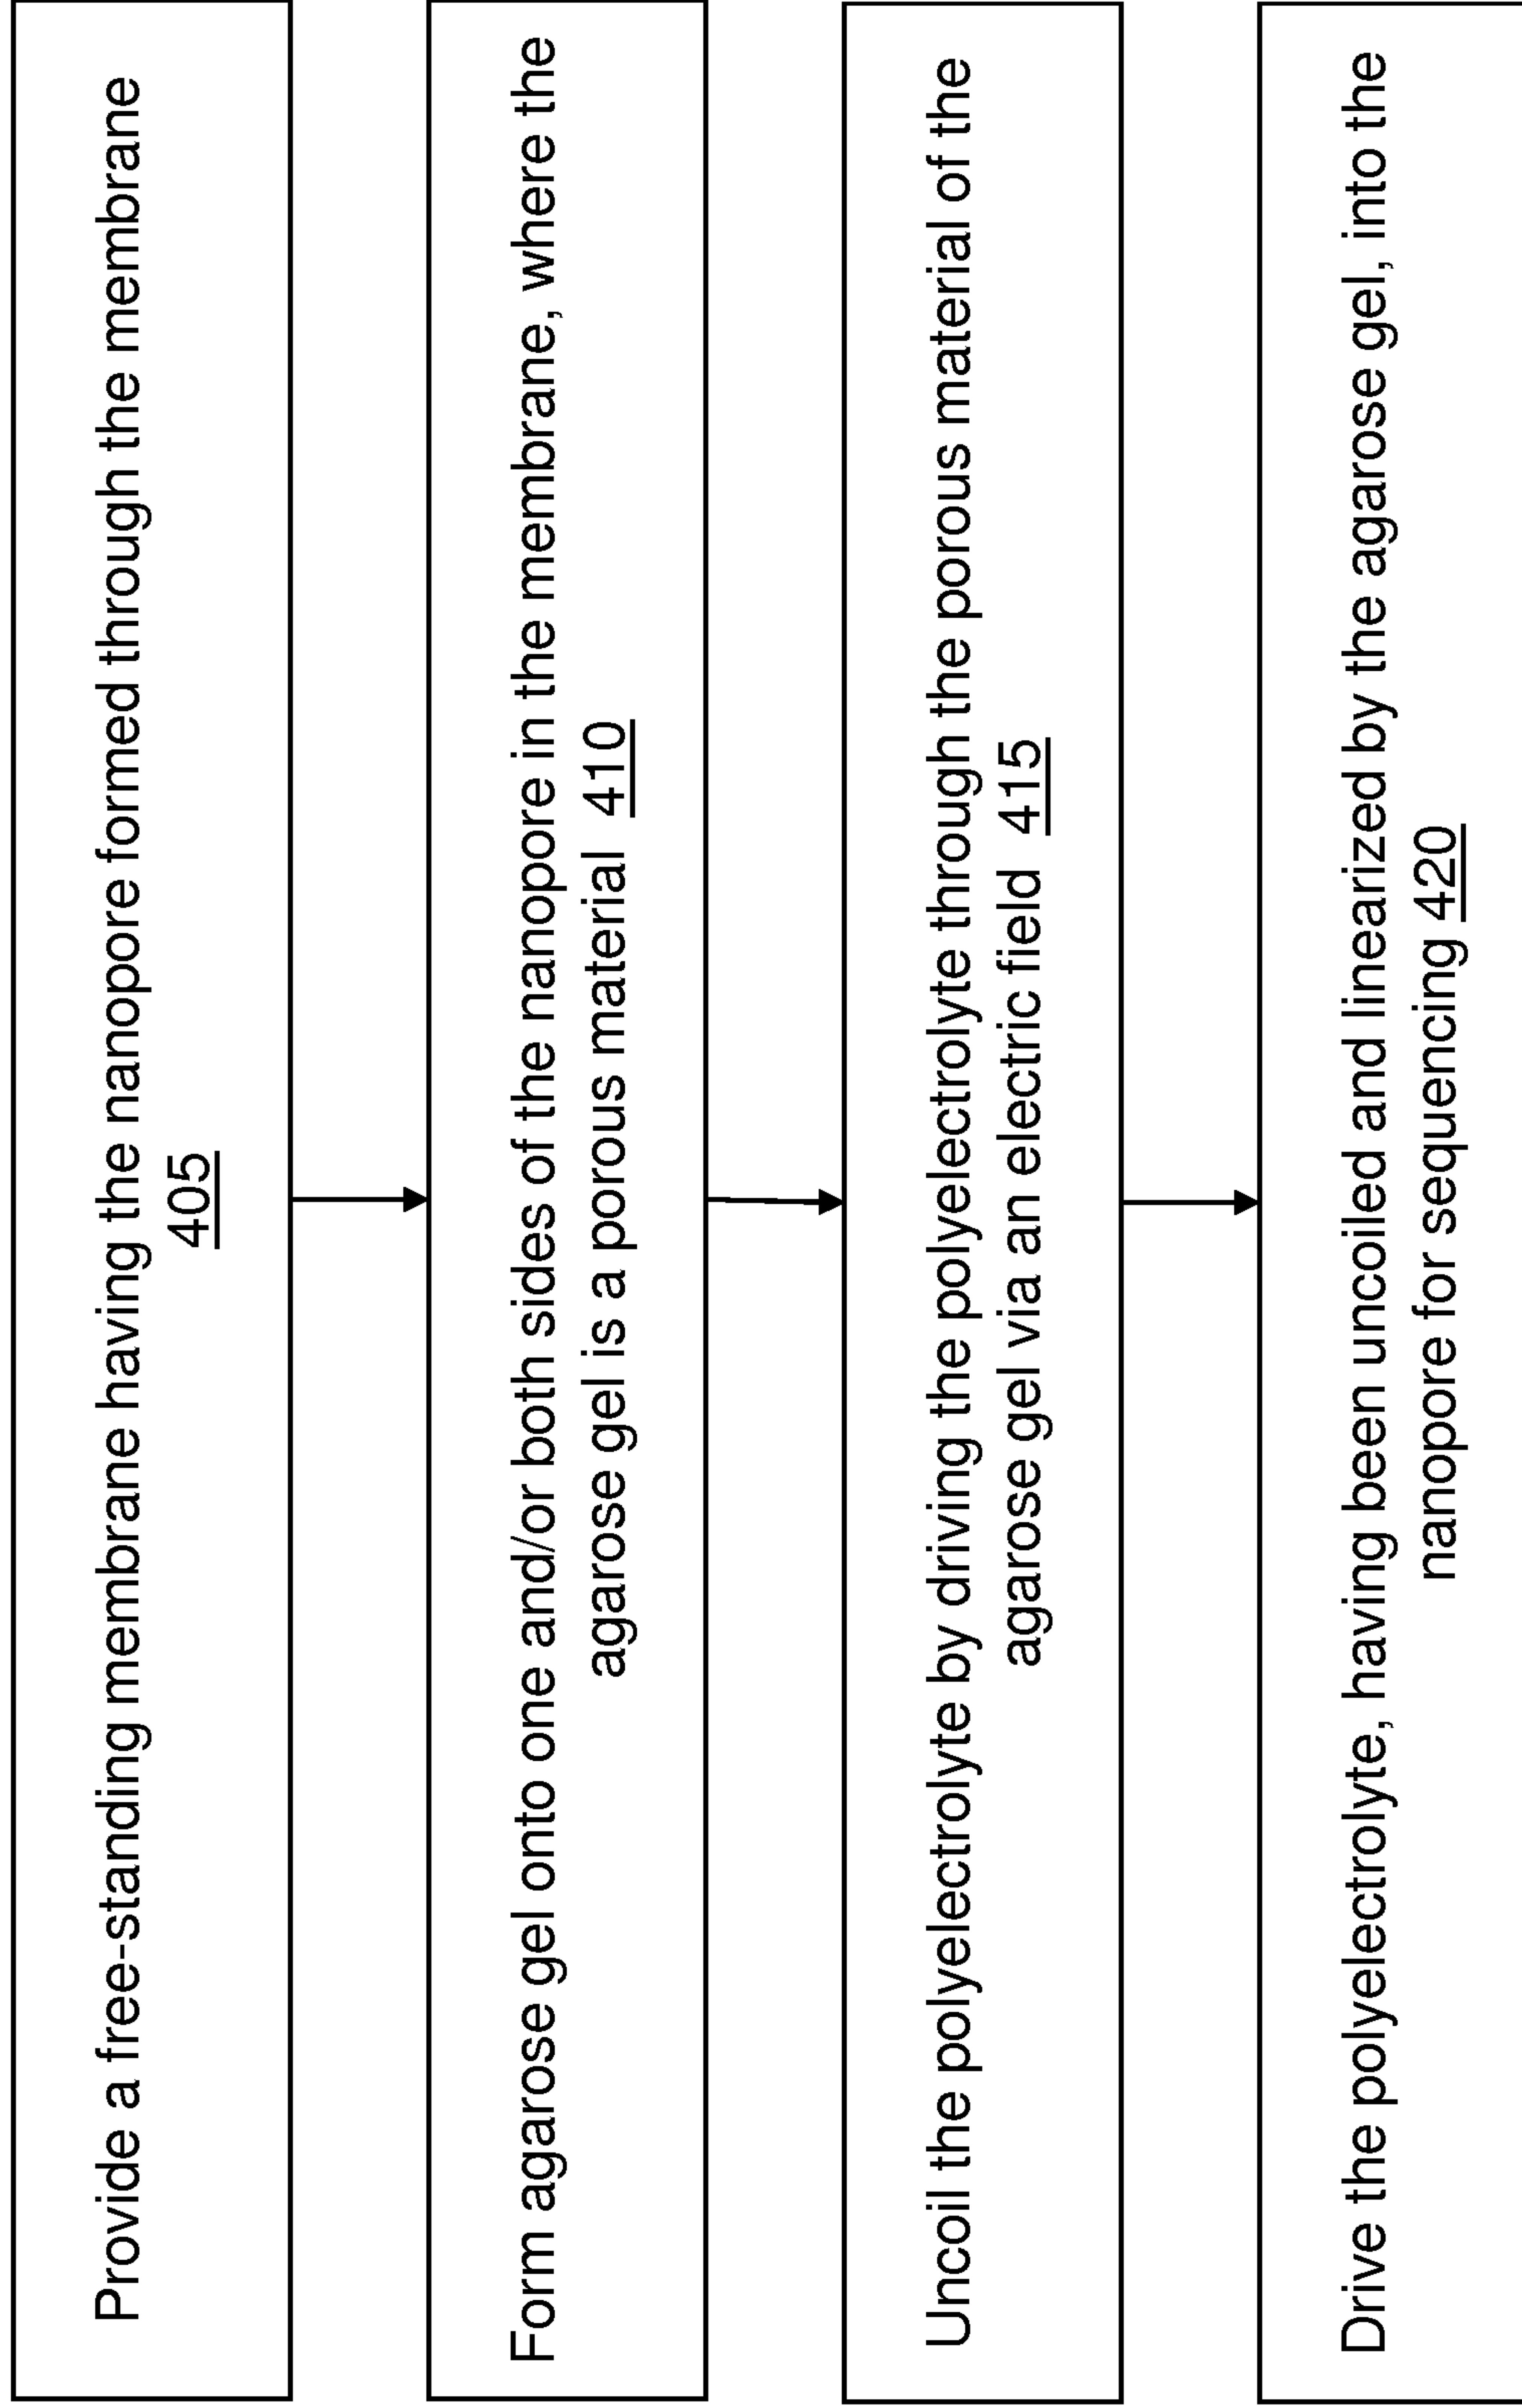 Provide a free-standing membrane having the nanopore formed through the membrane
405
Form agarose gel onto one and/or both sides of the nanopore in the membrane, where the
agarose gel is a porous material 410
Uncoil the polyelectrolyte by driving the polyelectrolyte through the porous material of the
agarose gel via an electric field 415
Drive the polyelectrolyte, having been uncoiled and linearized by the agarose gel, into the
nanopore for sequencing 420